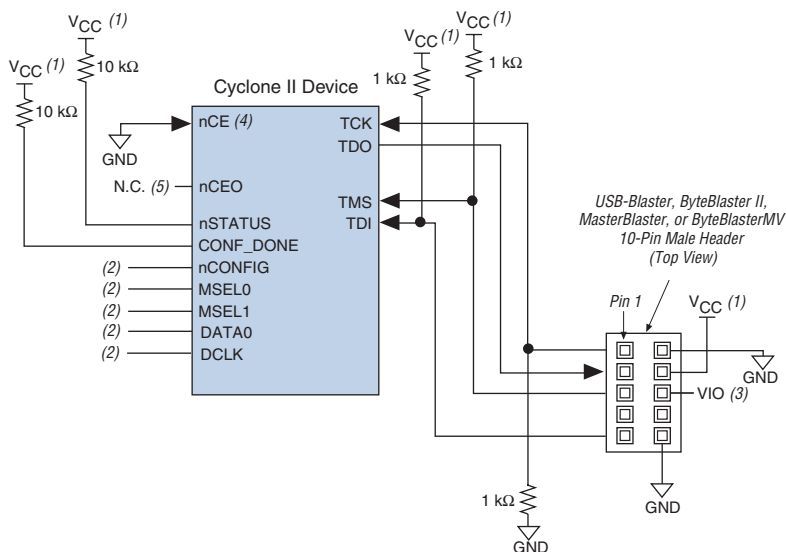 VCC (1)
VCC (1)
10 kΩ
VCC (1)
10 kΩ
VCC (1)
1 kΩ
VCC (1)
1 kΩ
Cyclone II Device
nCE (4)
GND
N.C. (5)
nCEO
nSTATUS
CONF_DONE
(2) nCONFIG
(2) MSEL0
(2) MSEL1
(2) DATA0
(2) DCLK
TCK
TDO
TMS
TDI
USB-Blaster, ByteBlaster II,
MasterBlaster, or ByteBlasterMV
10-Pin Male Header
(Top View)
Pin 1
VCC (1)
GND
VIO (3)
GND
1 kΩ
GND